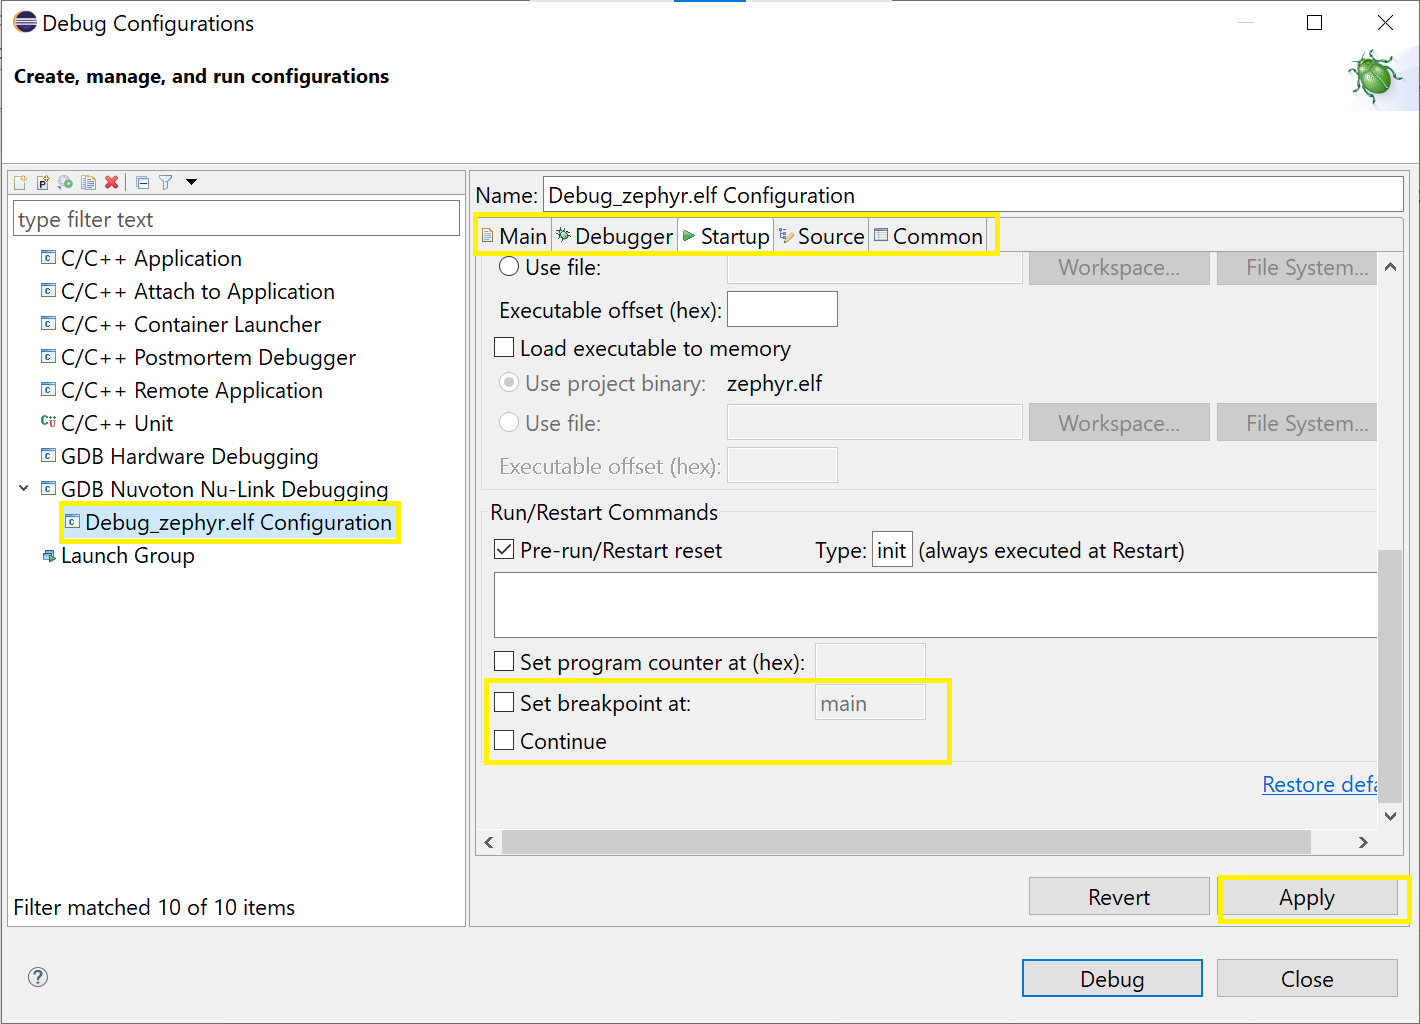 Debug Configurations
Create, manage, and run configurations
type filter text
C/C++ Application
C/C++ Attach to Application
C/C++ Container Launcher
C/C++ Postmortem Debugger
C/C++ Remote Application
C/C++ Unit
GDB Hardware Debugging
GDB Nuvoton Nu-Link Debugging
Debug_zephyr.elf Configuration
Launch Group
Filter matched 10 of 10 items
Name: Debug_zephyr.elf Configuration
Main Debugger Startup Source Common
Use file: Workspace... File System...
Executable offset (hex):
Load executable to memory
Use project binary: zephyr.elf
Use file: Workspace... File System...
Executable offset (hex):
Run/Restart Commands
Pre-run/Restart reset Type: init (always executed at Restart)
Set program counter at (hex):
Set breakpoint at: main
Continue
Restore defa
Revert Apply
Debug Close